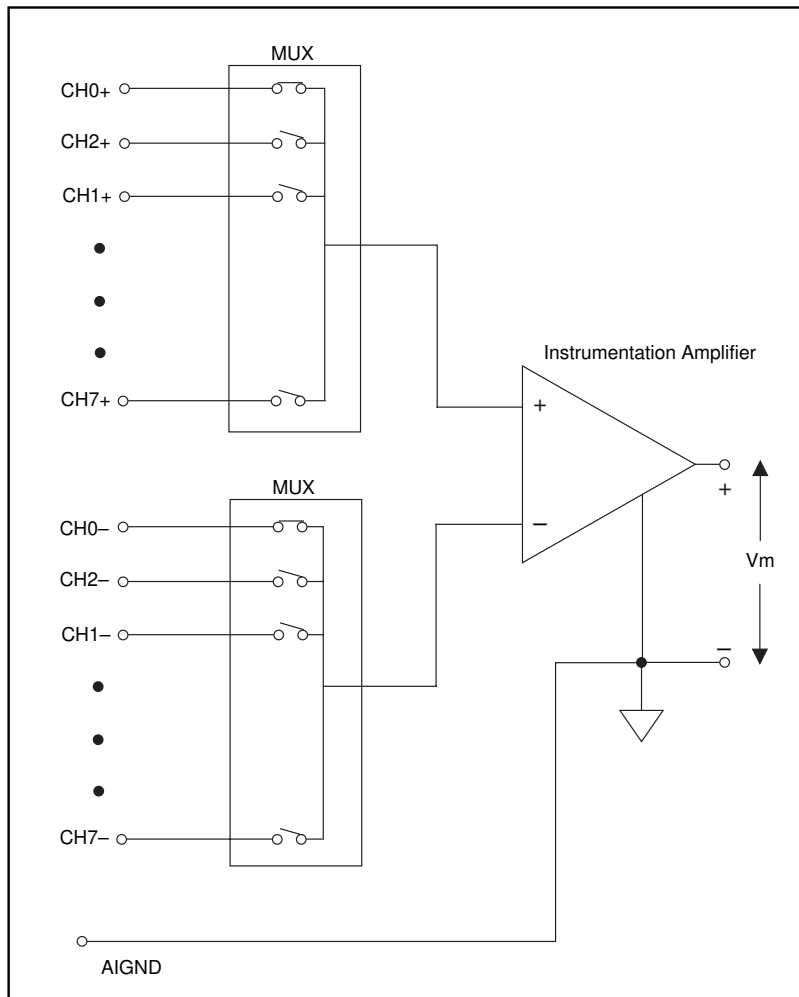 MUX
CH0+
CH2+
CH1+
CH7+
Instrumentation Amplifier
+
–
+
Vm
–
MUX
CH0–
CH2–
CH1–
CH7–
AIGND